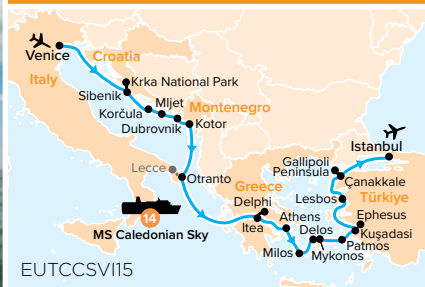 Venice
Croatia
Italy
Krka National Park
Sibenik
Mljet
Korčula
Montenegro
Dubrovnik
Kotor
Istanbul
Gallipoli
Peninsula
Çanakkale
Lecce
Otranto
Greece
Lesbos
Türkiye
Delphi
Ephesus
Athens
Itea
Delos
Kuşadasi
14
MS Caledonian Sky
Patmos
Milos
Mykonos
EUTCCSVI15